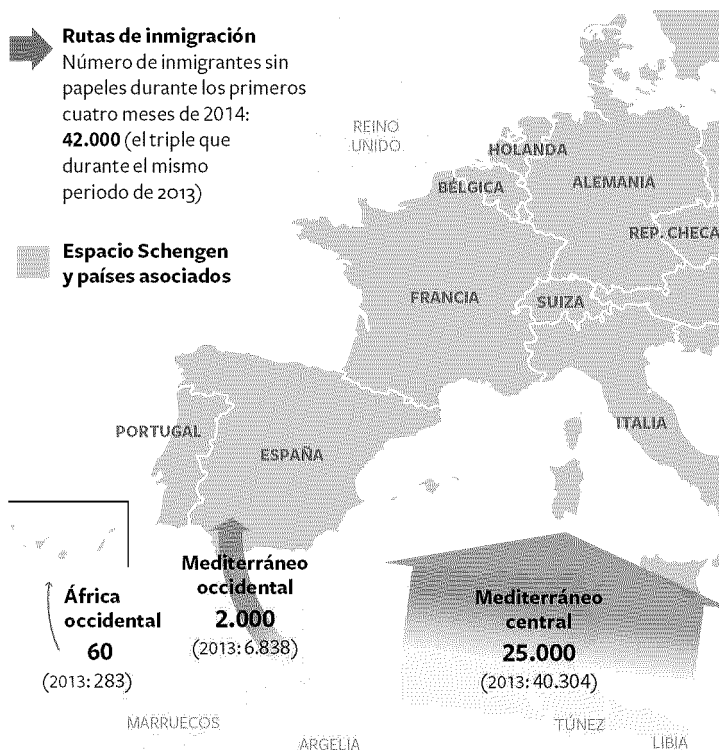 Rutas de inmigración
Número de inmigrantes sin
papeles durante los primeros
cuatro meses de 2014:
42.000 (el triple que
durante el mismo
periodo de 2013)
Espacio Schengen
y países asociados
REINO
UNIDO
HOLANDA
BÉLGICA
ALEMANIA
REP. CHECA
FRANCIA
SUIZA
ITALIA
PORTUGAL
ESPAÑA
África
occidental
60
(2013: 283)
Mediterráneo
occidental
2.000
(2013: 6.838)
Mediterráneo
central
25.000
(2013: 40.304)
MARRUECOS
ARGELIA
TÚNEZ
LIBIA